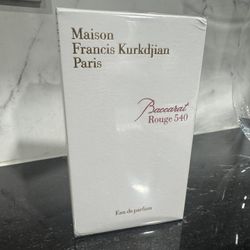 Maison
Francis Kurkdjian
Paris
Baccarat
Rouge 540
Eau de parfum